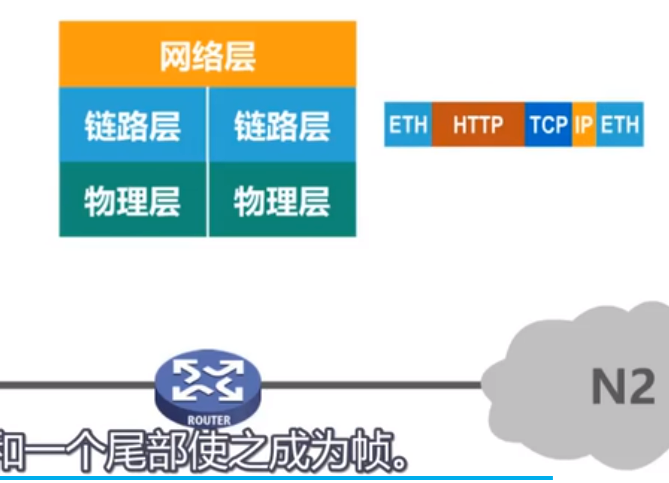 网络层
链路层 链路层
ETH HTTP TCP IP ETH
物理层 物理层
N2
ROUTER
和一个尾部使之成为帧。